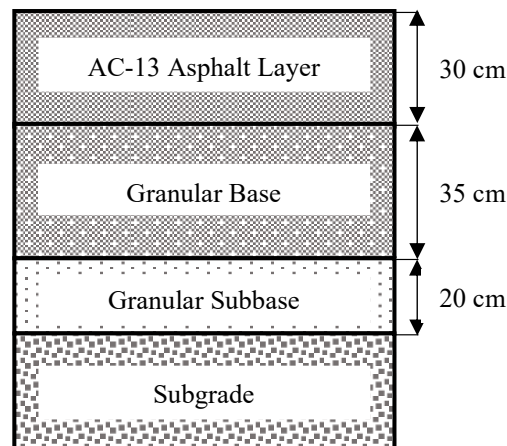 AC-13 Asphalt Layer
30 cm
Granular Base
35 cm
Granular Subbase
20 cm
Subgrade